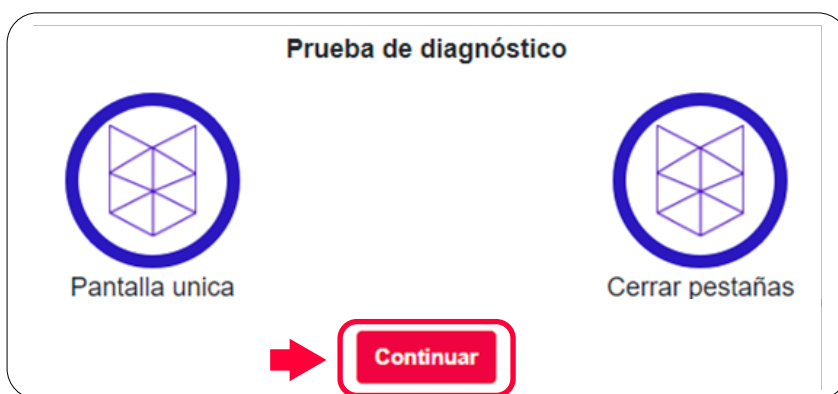 Prueba de diagnóstico
Pantalla unica
Cerrar pestañas
Continuar